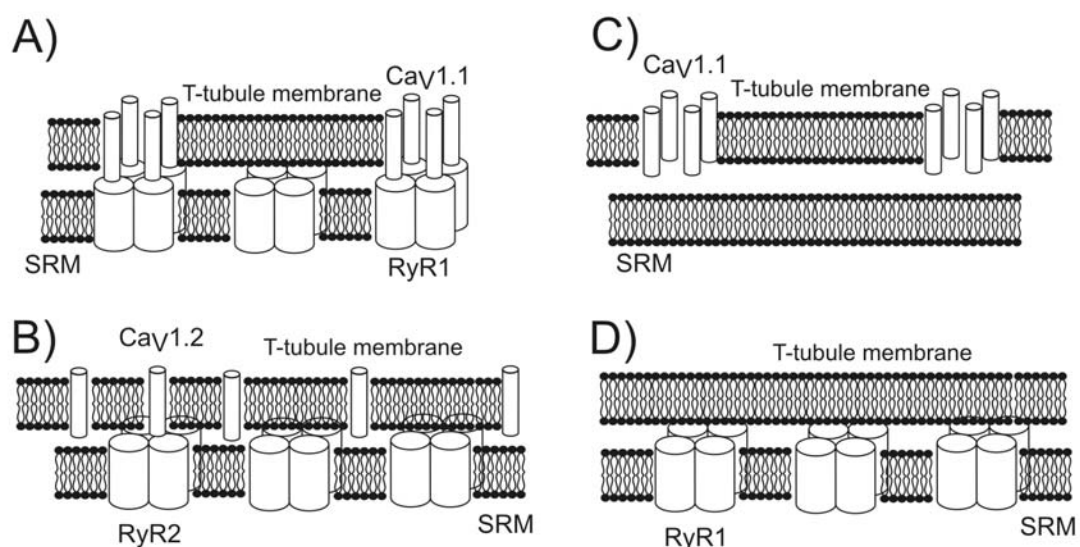 A)
CaV1.1
T-tubule membrane
SRM
RyR1
B)
CaV1.2
T-tubule membrane
RyR2
SRM
C)
CaV1.1
T-tubule membrane
SRM
D)
T-tubule membrane
RyR1
SRM